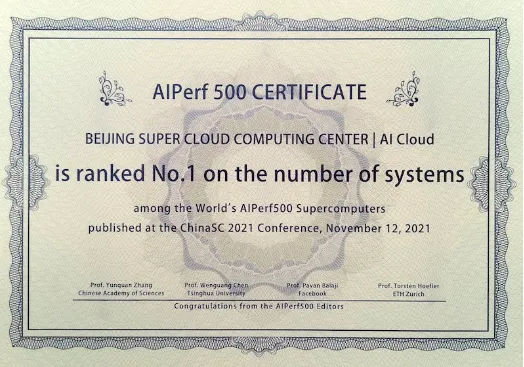 AIPerf 500 CERTIFICATE
BEIJING SUPER CLOUD COMPUTING CENTER | AI Cloud
is ranked No.1 on the number of systems
among the World's AIPerf500 Supercomputers
published at the ChinaSC 2021 Conference, November 12, 2021
Prof. Yunquan Zhang Prof. Wenguang Chen Prof. Pavan Balaji Prof. Torsten Hoefler
Chinese Academy of Sciences Tsinghua University Facebook ETH Zurich
Congratulations from the AIPerf500 Editors